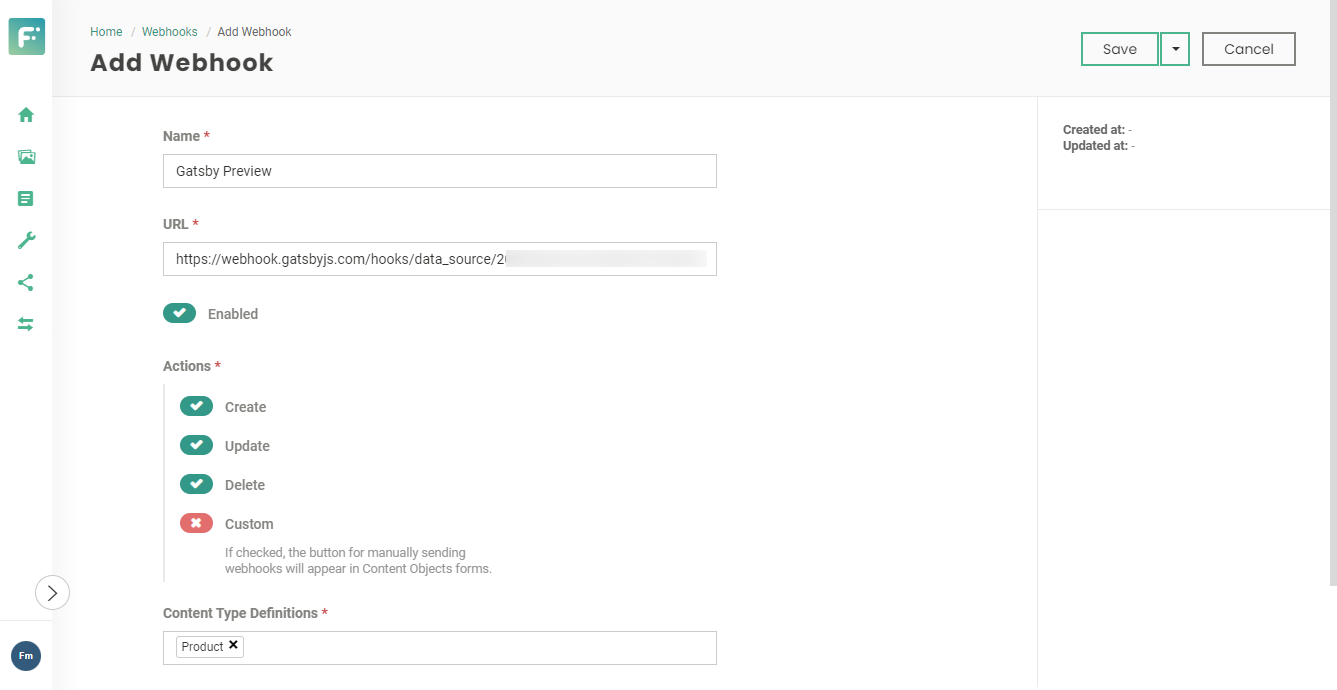 Home / Webhooks / Add Webhook
Add Webhook
Save
Cancel
Name *
Gatsby Preview
URL *
https://webhook.gatsbyjs.com/hooks/data_source/2
Enabled
Actions *
Create
Update
Delete
Custom
If checked, the button for manually sending
webhooks will appear in Content Objects forms.
Content Type Definitions *
Product
Created at: -
Updated at: -
Fm